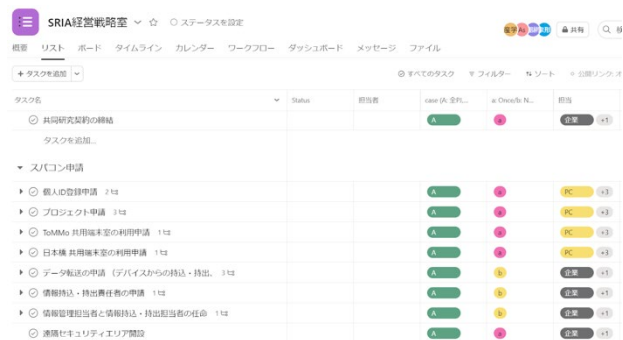 SRIA経営戦略室 ステータスを設定
共有
概要 リスト ボード タイムライン カレンダー ワークフロー ダッシュボード メッセージ ファイル
+ タスクを追加 すべてのタスク フィルター ソート
タスク名 Status 担当者 case (A: 全れ... a: Once/b: N... 担当
共同研究契約の締結 A a 企業 +1
タスクを追加...
スパコン申請
個人ID登録申請 2 A a PC +3
プロジェクト申請 3 A a PC +3
ToMMo 共用端末室の利用申請 1 A a PC +3
日本橋 共用端末室の利用申請 1 A a PC +3
データ転送の申請 (デバイスからの持込・持出, 3 A b 企業 +1
情報持込・持出責任者の申請 1 A b 企業 +1
情報管理担当者と情報持込・持出担当者の任命 1 A b 企業 +1
遠隔セキュリティエリア開設 A a 企業 +1